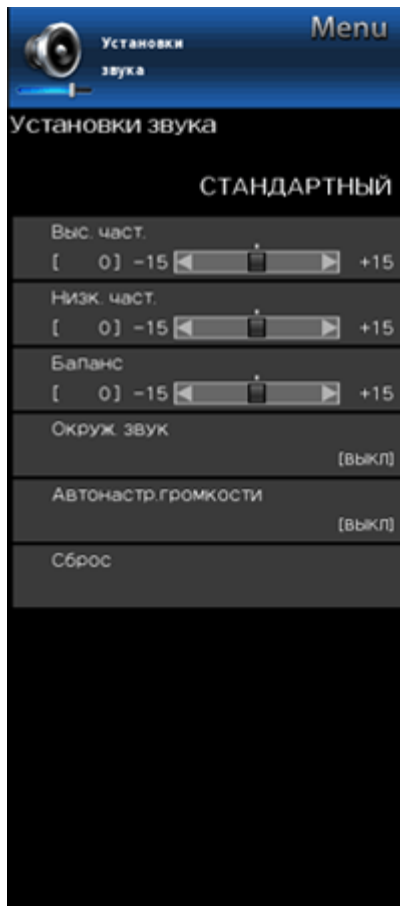 Menu
Установки
звука
Установки звука
СТАНДАРТНЫЙ
Выс. част.
[ 0] -15 +15
Низк. част.
[ 0] -15 +15
Баланс
[ 0] -15 +15
Окруж. звук
[ВЫКЛ]
Автонастр.громкости
[ВЫКЛ]
Сброс